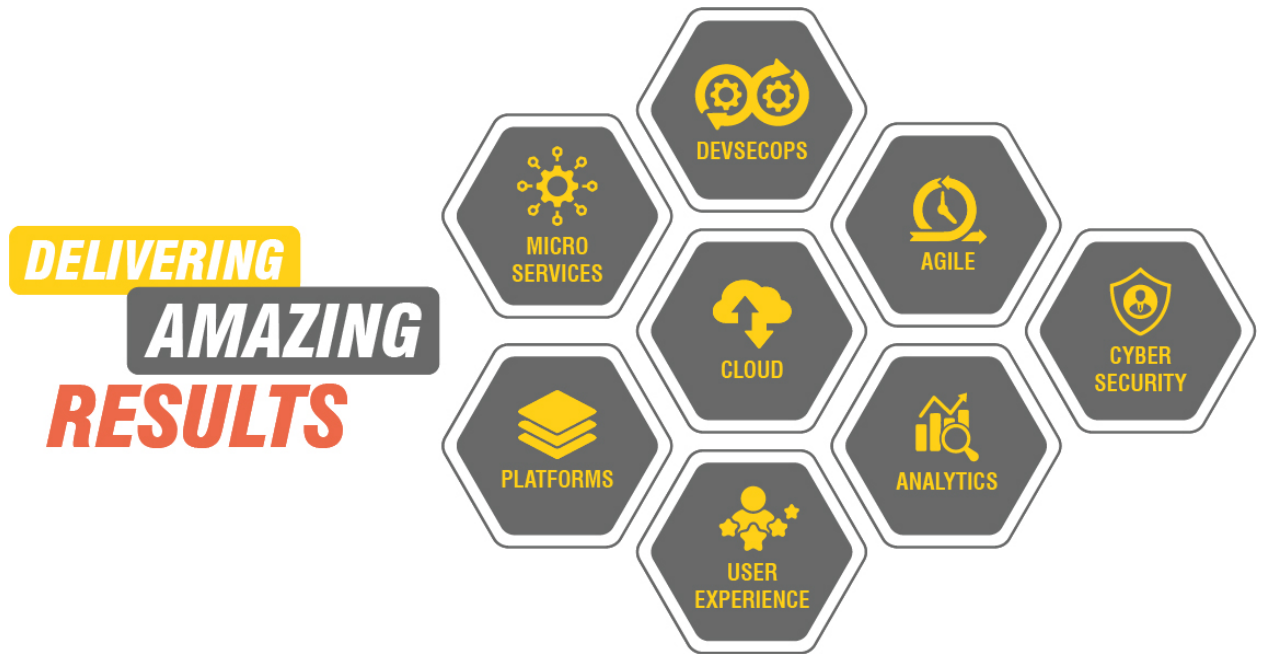 DELIVERING
AMAZING
RESULTS
DEVSECOPS
MICRO
SERVICES
AGILE
CLOUD
CYBER
SECURITY
PLATFORMS
ANALYTICS
USER
EXPERIENCE